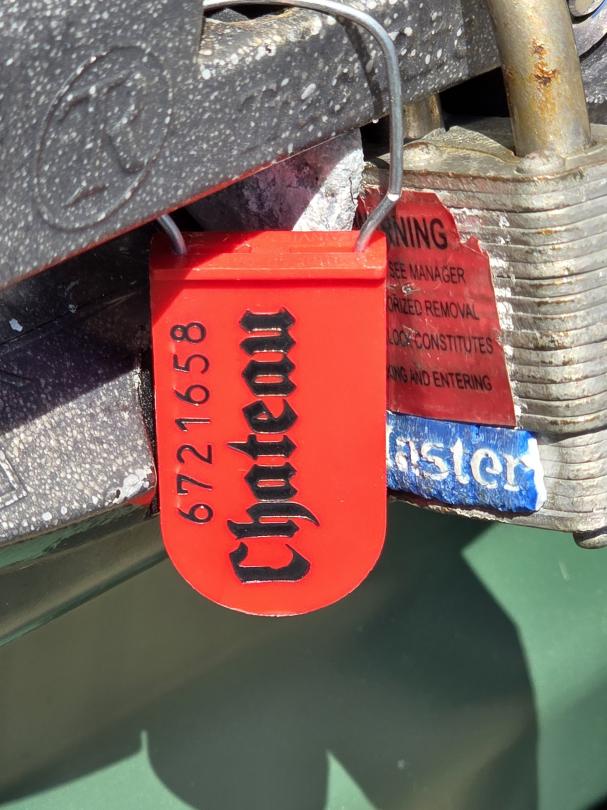 R
6721658
Chateau
NING
SEE MANAGER
ORIZED REMOVAL
LOCK CONSTITUTES
KING AND ENTERING
aster